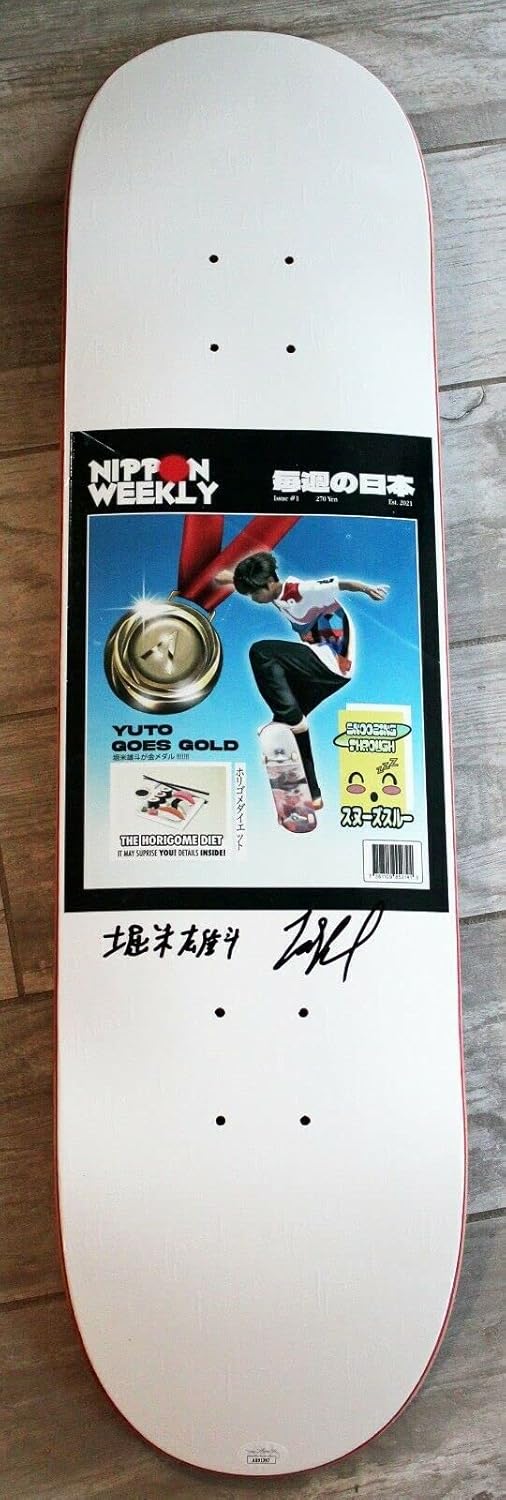 NIPPON
WEEKLY
毎週の日本
Issue #1 270 Yen Est. 2021
YUTO
GOES GOLD
堀米雄斗が金メダル !!!!!
ホリゴメダイエット
THE HORIGOME DIET
IT MAY SUPRISE YOU! DETAILS INSIDE!
SNOOZING
THROUGH
zzZ
スヌーズスルー
堀米雄斗